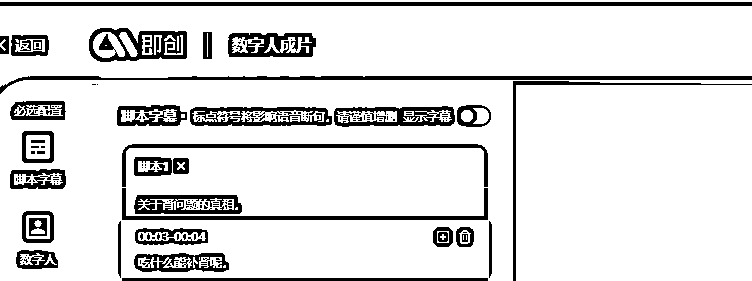 返回 即创 数字人成片
必选配置
脚本字幕· 标点符号将影响语音断句，请谨慎增删 显示字幕
脚本1
脚本字幕
关于肾问题的真相，
00:03-00:04
吃什么能补肾呢，
数字人